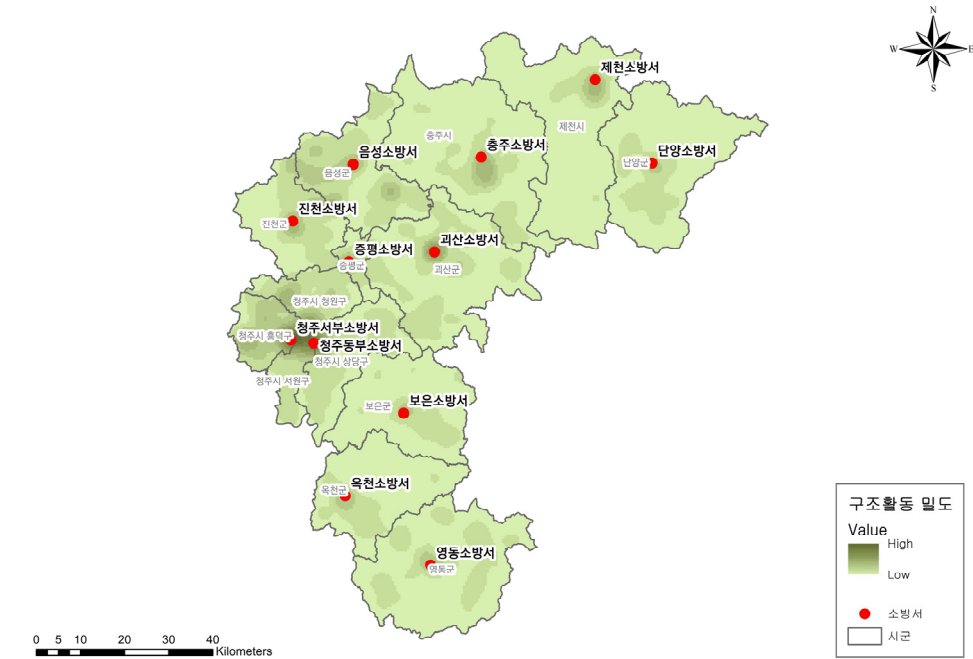 N
W
E
S
제천소방서
제천시
충주시
충주소방서
단양소방서
단양군
음성소방서
음성군
진천소방서
진천군
괴산소방서
괴산군
증평소방서
증평군
청주시 청원구
청주서부소방서
청주시 흥덕구
청주동부소방서
청주시 상당구
청주시 서원구
보은소방서
보은군
옥천소방서
옥천군
영동소방서
영동군
구조활동 밀도
Value
High
Low
소방서
시군
0 5 10 20 30 40
Kilometers